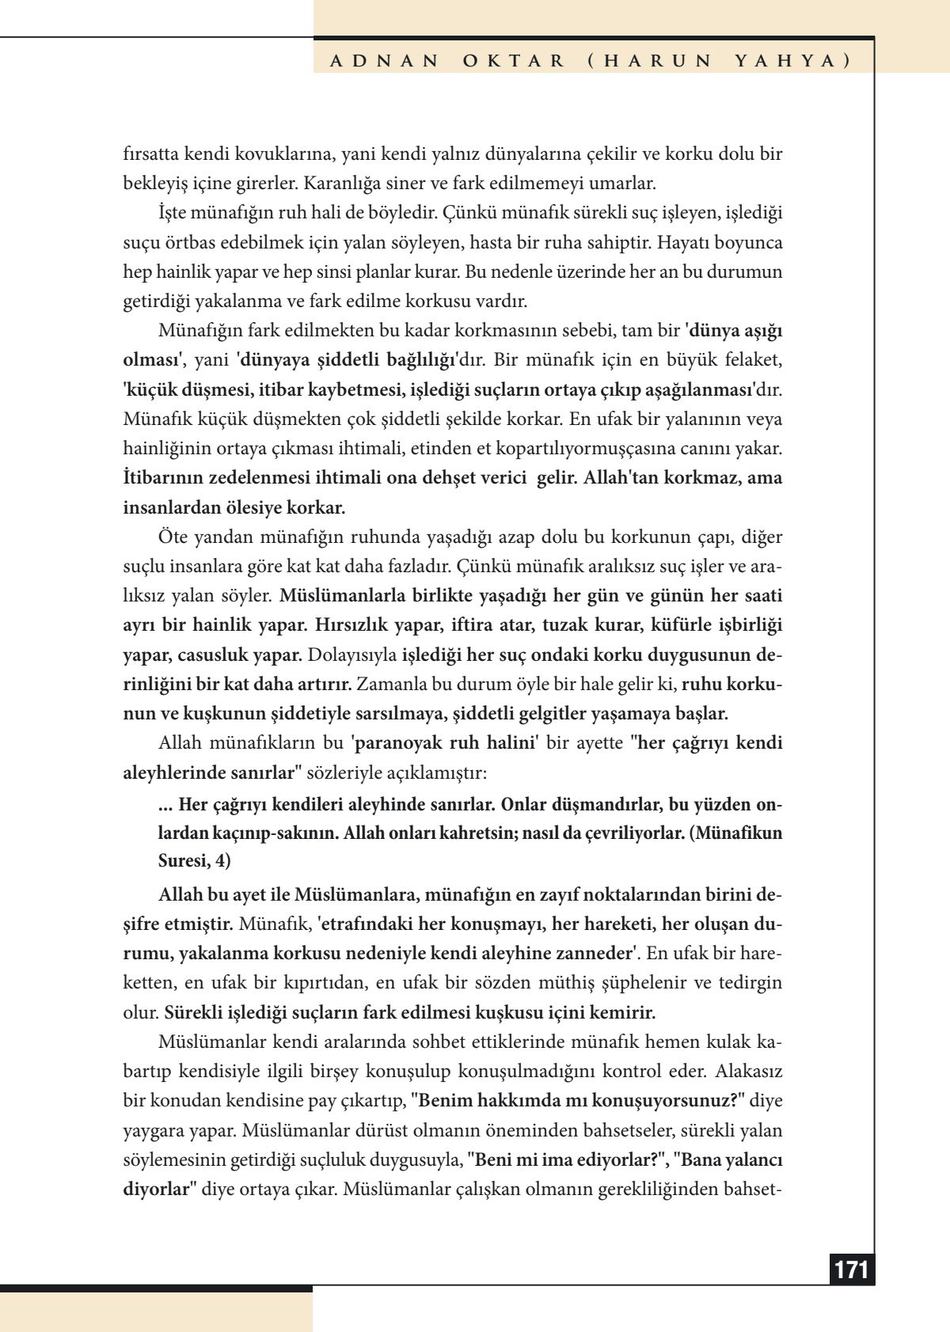 ADNAN OKTAR (HARUN YAHYA)
fırsatta kendi kovuklarına, yani kendi yalnız dünyalarına çekilir ve korku dolu bir
bekleyiş içine girerler. Karanlığa siner ve fark edilmemeyi umarlar.
İşte münafığın ruh hali de böyledir. Çünkü münafık sürekli suç işleyen, işlediği
suçu örtbas edebilmek için yalan söyleyen, hasta bir ruha sahiptir. Hayatı boyunca
hep hainlik yapar ve hep sinsi planlar kurar. Bu nedenle üzerinde her an bu durumun
getirdiği yakalanma ve fark edilme korkusu vardır.
Münafığın fark edilmekten bu kadar korkmasının sebebi, tam bir 'dünya aşığı
olması', yani 'dünyaya şiddetli bağlılığı'dır. Bir münafık için en büyük felaket,
'küçük düşmesi, itibar kaybetmesi, işlediği suçların ortaya çıkıp aşağılanması'dır.
Münafık küçük düşmekten çok şiddetli şekilde korkar. En ufak bir yalanının veya
hainliğinin ortaya çıkması ihtimali, etinden et kopartılıyormuşçasına canını yakar.
İtibarının zedelenmesi ihtimali ona dehşet verici  gelir. Allah'tan korkmaz, ama
insanlardan ölesiye korkar.
Öte yandan münafığın ruhunda yaşadığı azap dolu bu korkunun çapı, diğer
suçlu insanlara göre kat kat daha fazladır. Çünkü münafık aralıksız suç işler ve ara-
lıksız yalan söyler. Müslümanlarla birlikte yaşadığı her gün ve günün her saati
ayrı bir hainlik yapar. Hırsızlık yapar, iftira atar, tuzak kurar, küfürle işbirliği
yapar, casusluk yapar. Dolayısıyla işlediği her suç ondaki korku duygusunun de-
rinliğini bir kat daha artırır. Zamanla bu durum öyle bir hale gelir ki, ruhu korku-
nun ve kuşkunun şiddetiyle sarsılmaya, şiddetli gelgitler yaşamaya başlar.
Allah münafıkların bu 'paranoyak ruh halini' bir ayette "her çağrıyı kendi
aleyhlerinde sanırlar" sözleriyle açıklamıştır:
... Her çağrıyı kendileri aleyhinde sanırlar. Onlar düşmandırlar, bu yüzden on-
lardan kaçınıp-sakının. Allah onları kahretsin; nasıl da çevriliyorlar. (Münafikun
Suresi, 4)
Allah bu ayet ile Müslümanlara, münafığın en zayıf noktalarından birini de-
şifre etmiştir. Münafık, 'etrafındaki her konuşmayı, her hareketi, her oluşan du-
rumu, yakalanma korkusu nedeniyle kendi aleyhine zanneder'. En ufak bir hare-
ketten, en ufak bir kıpırtıdan, en ufak bir sözden müthiş şüphelenir ve tedirgin
olur. Sürekli işlediği suçların fark edilmesi kuşkusu içini kemirir.
Müslümanlar kendi aralarında sohbet ettiklerinde münafık hemen kulak ka-
bartıp kendisiyle ilgili birşey konuşulup konuşulmadığını kontrol eder. Alakasız
bir konudan kendisine pay çıkartıp, "Benim hakkımda mı konuşuyorsunuz?" diye
yaygara yapar. Müslümanlar dürüst olmanın öneminden bahsetseler, sürekli yalan
söylemesinin getirdiği suçluluk duygusuyla, "Beni mi ima ediyorlar?", "Bana yalancı
diyorlar" diye ortaya çıkar. Müslümanlar çalışkan olmanın gerekliliğinden bahset-
171